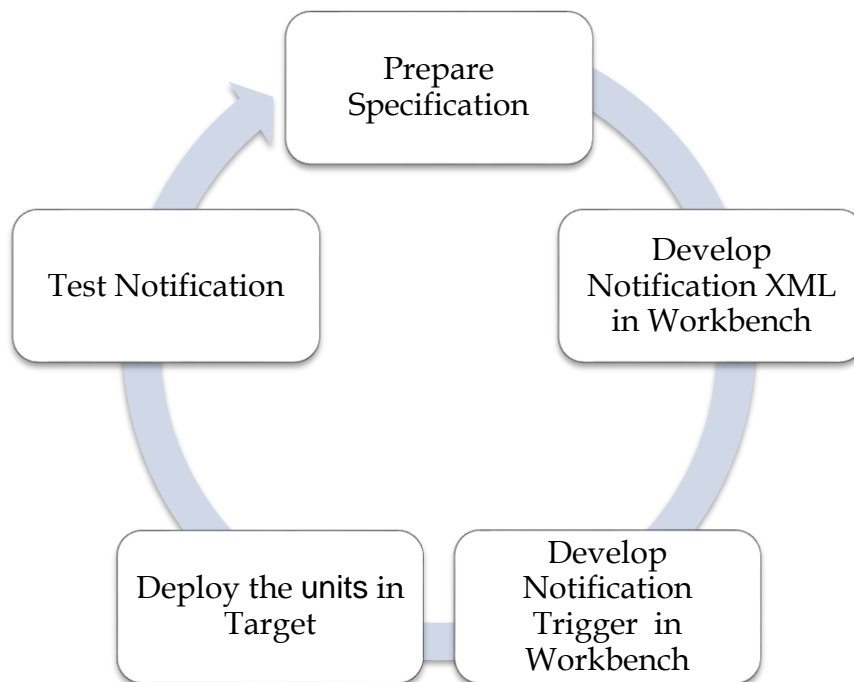 Prepare
Specification
Develop
Notification XML
in Workbench
Develop
Notification
Trigger in
Workbench
Deploy the units in
Target
Test Notification